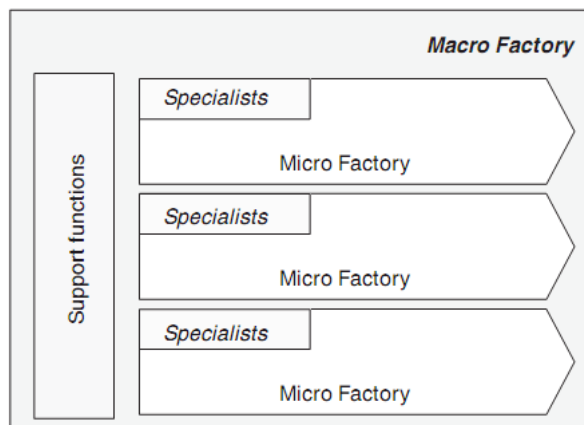 Macro Factory
Support functions
Specialists
Micro Factory
Specialists
Micro Factory
Specialists
Micro Factory